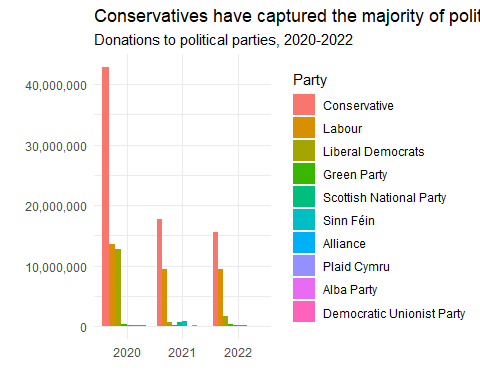 Conservatives have captured the majority of polit
Donations to political parties, 2020-2022
40,000,000
30,000,000
20,000,000
10,000,000
0
2020
2021
2022
Party
Conservative
Labour
Liberal Democrats
Green Party
Scottish National Party
Sinn Féin
Alliance
Plaid Cymru
Alba Party
Democratic Unionist Party